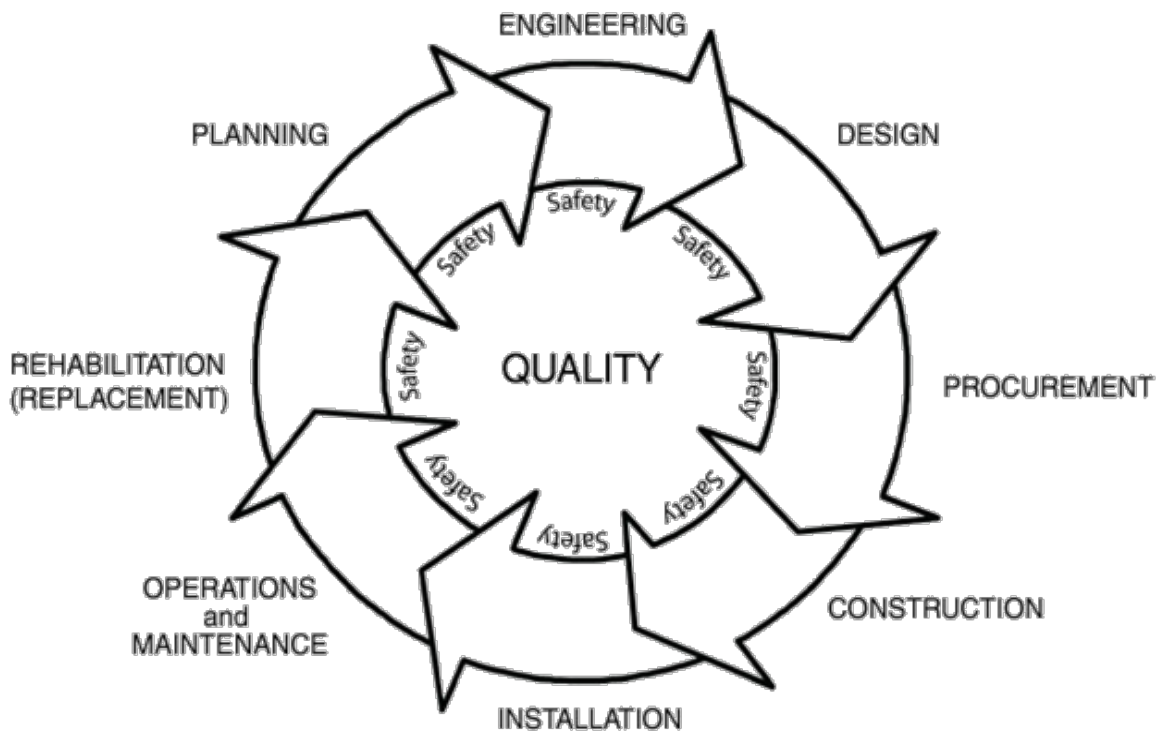 ENGINEERING
PLANNING
DESIGN
Safety
Safety
Safety
QUALITY
REHABILITATION
(REPLACEMENT)
Safety
Safety
PROCUREMENT
Safety
Safety
Safety
OPERATIONS
and
MAINTENANCE
CONSTRUCTION
INSTALLATION